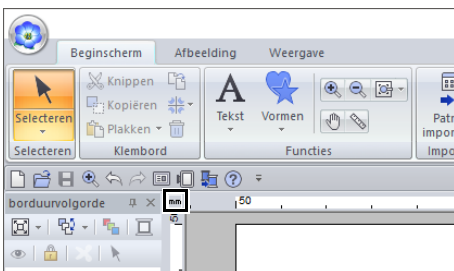 Beginscherm Afbeelding Weergave
Selecteren
Knippen
Kopiëren
Plakken
Tekst Vormen
Patr
impor
Selecteren Klembord Functies Impo
borduurvolgorde mm 50